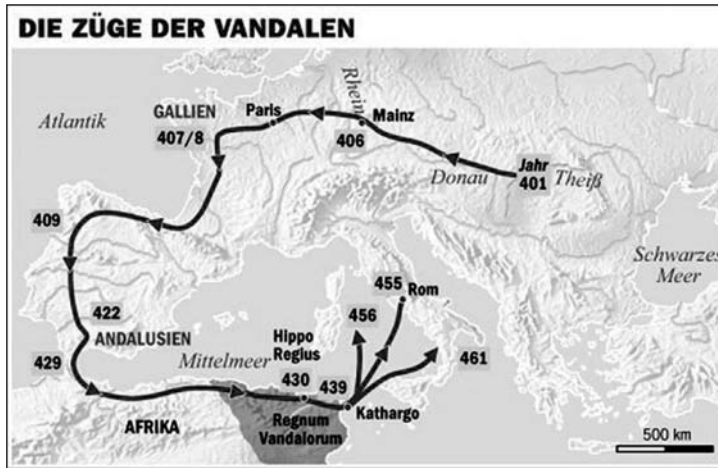 DIE ZÜGE DER VANDALEN
Atlantik
GALLIEN
407/8
Paris
Rhein
Mainz
406
Donau
Jahr
401
Theiß
409
Schwarzes
Meer
422
ANDALUSIEN
429
Mittelmeer
Hippo
Regius
430
439
455
Rom
456
461
Kathargo
Regnum
Vandalorum
AFRIKA
500 km